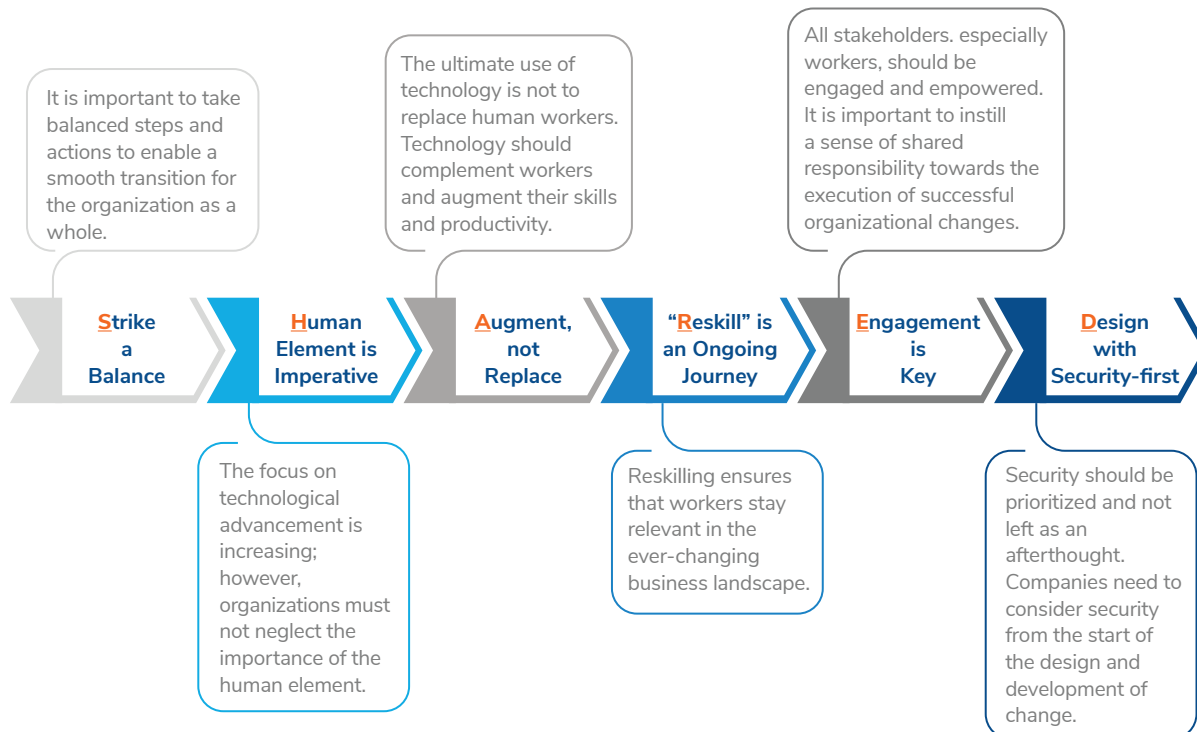 It is important to take
balanced steps and
actions to enable a
smooth transition for
the organization as a
whole.
The ultimate use of
technology is not to
replace human workers.
Technology should
complement workers
and augment their skills
and productivity.
All stakeholders. especially
workers, should be
engaged and empowered.
It is important to instill
a sense of shared
responsibility towards the
execution of successful
organizational changes.
Strike
a
Balance
Human
Element is
Imperative
Augment,
not
Replace
“Reskill” is
an Ongoing
Journey
Engagement
is
Key
Design
with
Security-first
The focus on
technological
advancement is
increasing;
however,
organizations must
not neglect the
importance of the
human element.
Reskilling ensures
that workers stay
relevant in the
ever-changing
business landscape.
Security should be
prioritized and not
left as an
afterthought.
Companies need to
consider security
from the start of
the design and
development of
change.